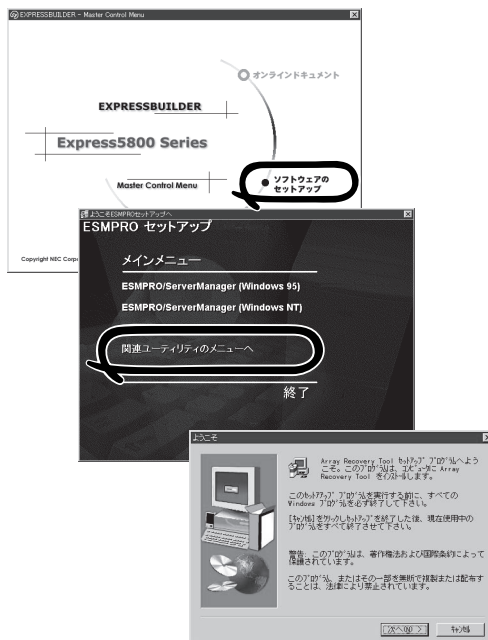 EXPRESSBUILDER - Master Control Menu
オンラインドキュメント
EXPRESSBUILDER
Express5800 Series
Master Control Menu
ソフトウェアの
セットアップ
Copyright NEC Corp
ようこそESMPROセットアップへ
ESMPRO セットアップ
メインメニュー
ESMPRO/ServerManager (Windows 95)
ESMPRO/ServerManager (Windows NT)
関連ユーティリティのメニューへ
終了
ようこそ
Array Recovery Tool ｾｯﾄｱｯﾌﾟ ﾌﾟﾛｸﾞﾗﾑへよう
こそ。このﾌﾟﾛｸﾞﾗﾑは、ｺﾝﾋﾟｭｰﾀに Array
Recovery Tool をｲﾝｽﾄｰﾙします。
このｾｯﾄｱｯﾌﾟ ﾌﾟﾛｸﾞﾗﾑを実行する前に、すべての
Windows ﾌﾟﾛｸﾞﾗﾑを必ず終了して下さい。
[ｷｬﾝｾﾙ] をｸﾘｯｸしｾｯﾄｱｯﾌﾟを終了した後、現在使用中の
ﾌﾟﾛｸﾞﾗﾑをすべて終了させて下さい。
警告: このﾌﾟﾛｸﾞﾗﾑは、著作権法および国際条約によって
保護されています。
このﾌﾟﾛｸﾞﾗﾑ、またはその一部を無断で複製または配布す
ることは、法律により禁止されています。
次へ(N) >
ｷｬﾝｾﾙ